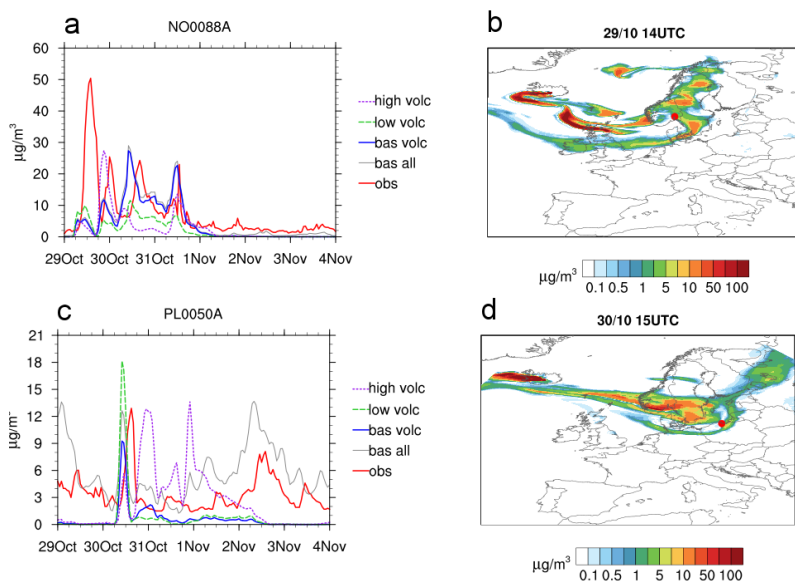 a
NO0088A
60
50
40
30
20
10
0
µg/m³
29Oct 30Oct 31Oct 1Nov 2Nov 3Nov 4Nov
high volc
low volc
bas volc
bas all
obs
b
29/10 14UTC
µg/m³
0.1 0.5 1 5 10 50 100
c
PL0050A
21
18
15
12
9
6
3
0
µg/m⁻
29Oct 30Oct 31Oct 1Nov 2Nov 3Nov 4Nov
high volc
low volc
bas volc
bas all
obs
d
30/10 15UTC
µg/m³
0.1 0.5 1 5 10 50 100